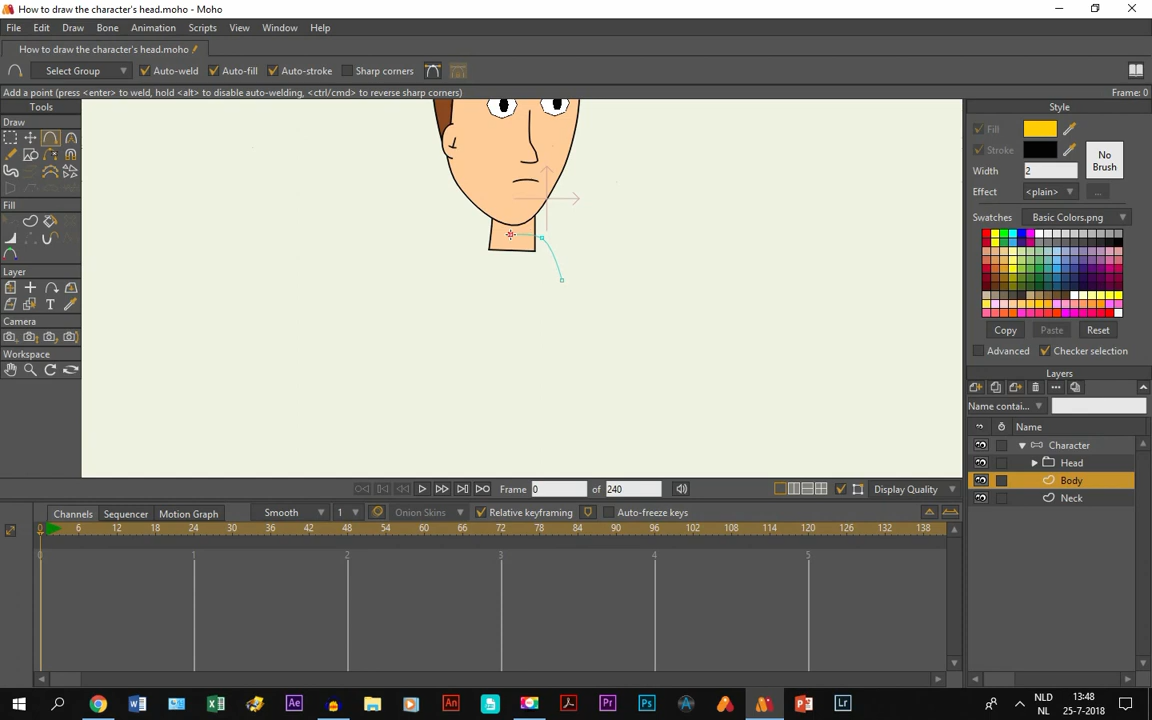 How to draw the character's head.moho * - Moho
File Edit Draw Bone Animation Scripts View Window Help
How to draw the character's head.moho
Select Group Auto-weld Auto-fill Auto-stroke Sharp corners
Add a point (press <enter> to weld, hold <alt> to disable auto-welding, <ctrl/cmd> to reverse sharp corners) Frame: 0
Tools
Draw
Fill
Layer
Camera
Workspace
Style
Fill
Stroke
Width 2
No Brush
Effect <plain> ...
Swatches Basic Colors.png
Copy Paste Reset
Advanced Checker selection
Layers
Name contai...
Name
Character
Head
Body
Neck
Frame 0 of 240 Display Quality
Channels Sequencer Motion Graph Smooth 1 Onion Skins Relative keyframing Auto-freeze keys
0 6 12 18 24 30 36 42 48 54 60 66 72 78 84 90 96 102 108 114 120 126 132 138
0 1 2 3 4 5
NLD 13:48
NL 25-7-2018